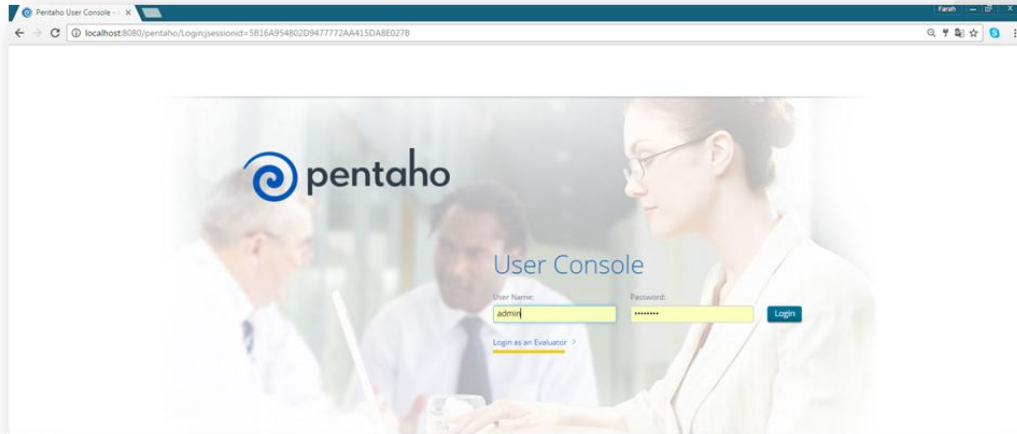 Pentaho User Console -
Farah
localhost:8080/pentaho/Login;jsessionid=5B16A954802D9477772AA415DA8E027B
pentaho
User Console
User Name: Password:
admin ········ Login
Login as an Evaluator >